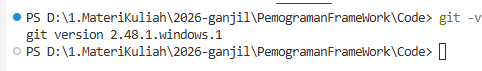 PS D:\1.MateriKuliah\2026-ganjil\PemogramanFrameWork\Code> git -v
git version 2.48.1.windows.1
PS D:\1.MateriKuliah\2026-ganjil\PemogramanFrameWork\Code>